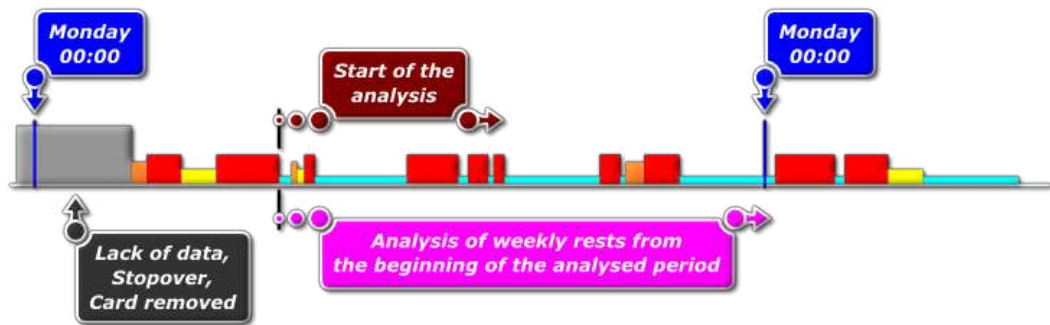 Monday
00:00
Start of the
analysis
Monday
00:00
Lack of data,
Stopover,
Card removed
Analysis of weekly rests from
the beginning of the analysed period